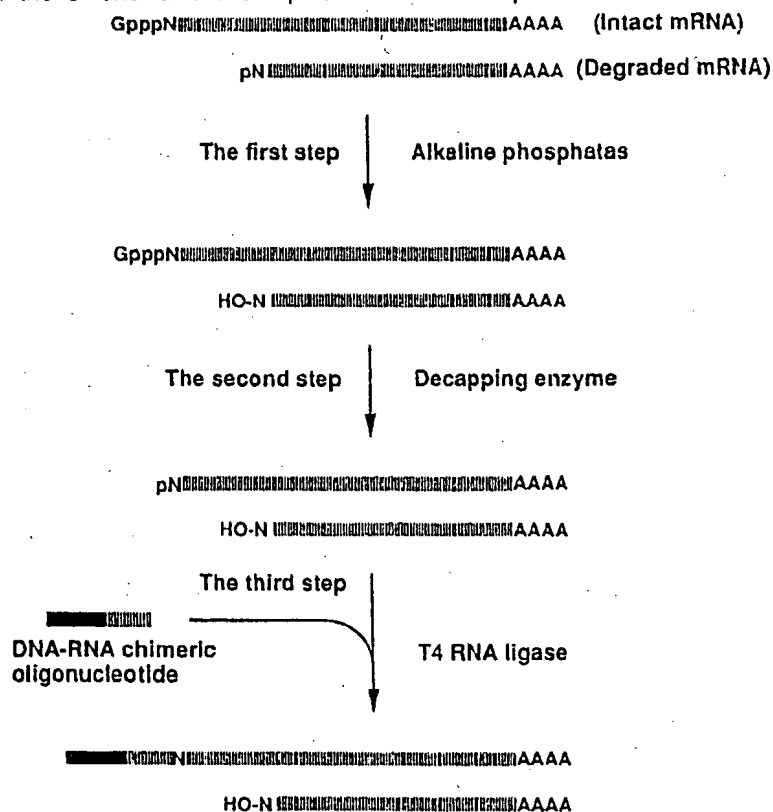 GpppN AAAA (Intact mRNA)
pN AAAA (Degraded mRNA)
The first step Alkaline phosphatas
GpppN AAAA
HO-N AAAA
The second step Decapping enzyme
pN AAAA
HO-N AAAA
The third step
DNA-RNA chimeric
oligonucleotide
T4 RNA ligase
N AAAA
HO-N AAAA